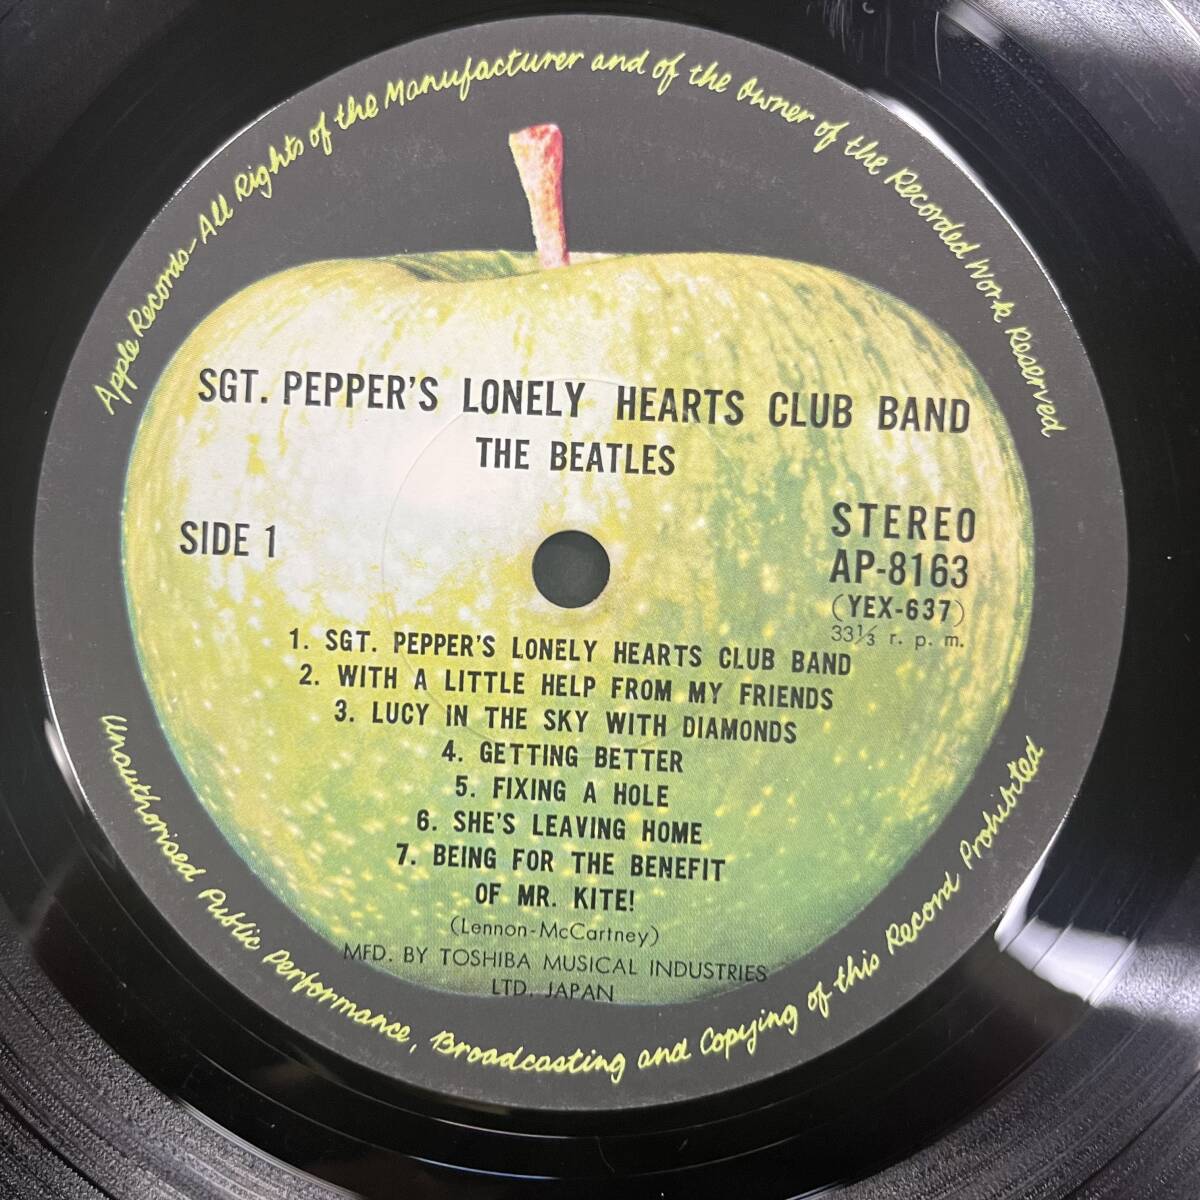 Apple Records-All Rights of the Manufacturer and of the Owner of the Recorded Work Reserved
SGT. PEPPER'S LONELY HEARTS CLUB BAND
THE BEATLES
SIDE 1
STEREO
AP-8163
(YEX-637)
33⅓ r. p. m.
1. SGT. PEPPER'S LONELY HEARTS CLUB BAND
2. WITH A LITTLE HELP FROM MY FRIENDS
3. LUCY IN THE SKY WITH DIAMONDS
4. GETTING BETTER
5. FIXING A HOLE
6. SHE'S LEAVING HOME
7. BEING FOR THE BENEFIT
OF MR. KITE!
(Lennon-McCartney)
MFD. BY TOSHIBA MUSICAL INDUSTRIES
LTD. JAPAN
Unauthorised Public Performance, Broadcasting and Copying of this Record Prohibited